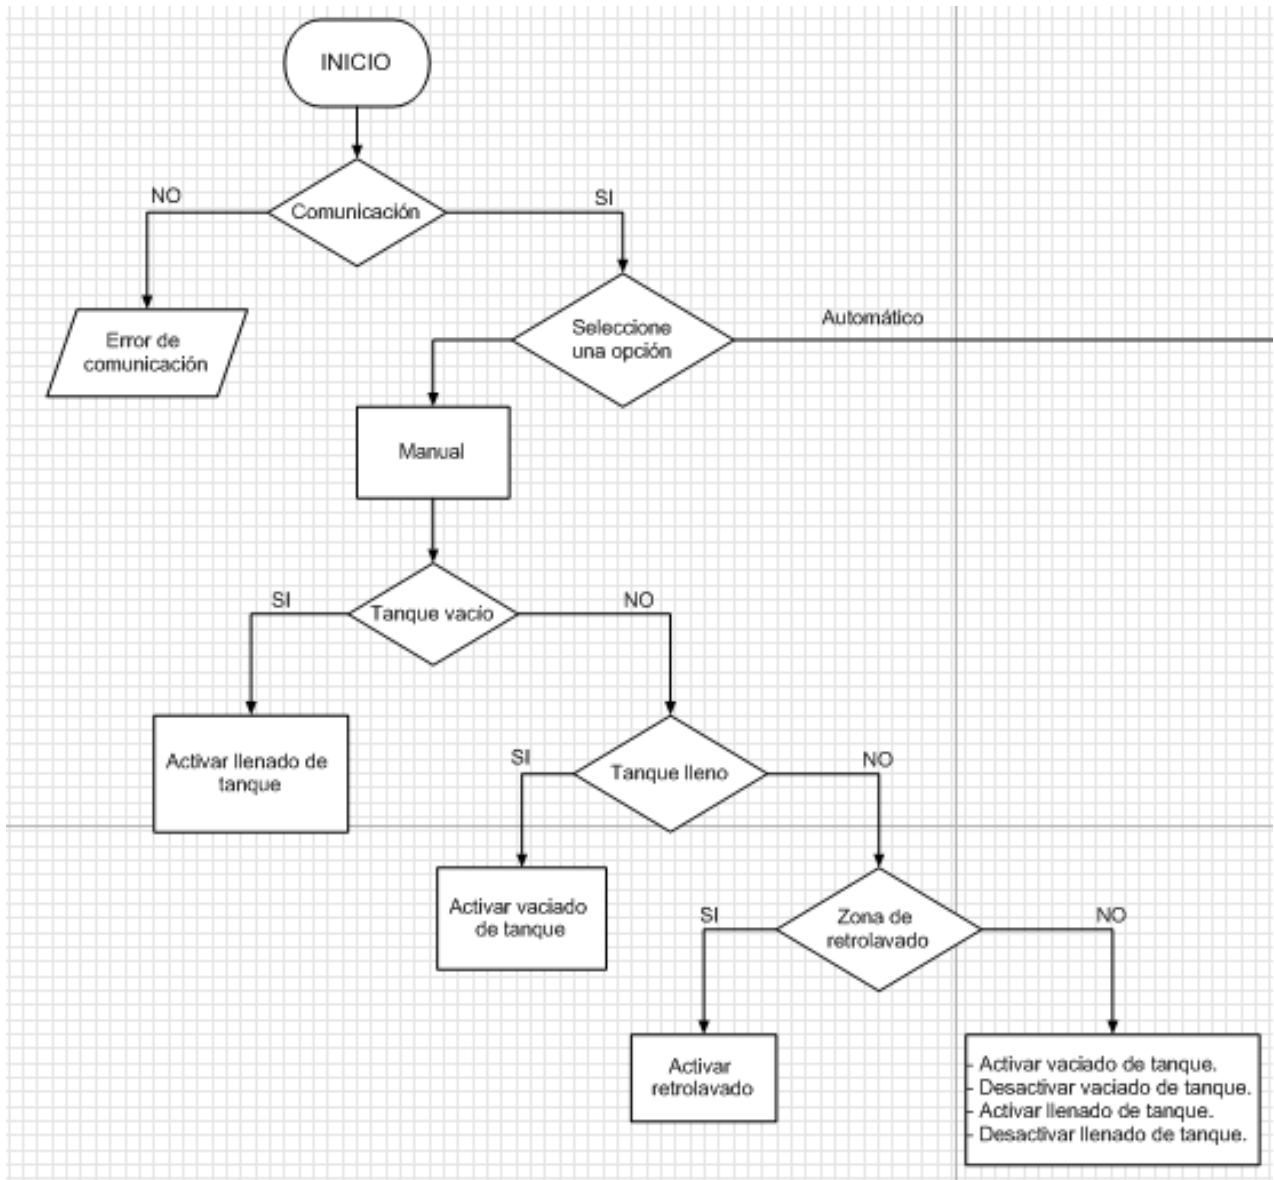 INICIO
NO
SI
Comunicación
Error de
comunicación
Seleccione
una opción
Automático
Manual
SI
NO
Tanque vacío
Activar llenado de
tanque
SI
NO
Tanque lleno
Activar vaciado
de tanque
SI
NO
Zona de
retrolavado
Activar
retrolavado
- Activar vaciado de tanque.
- Desactivar vaciado de tanque.
- Activar llenado de tanque.
- Desactivar llenado de tanque.